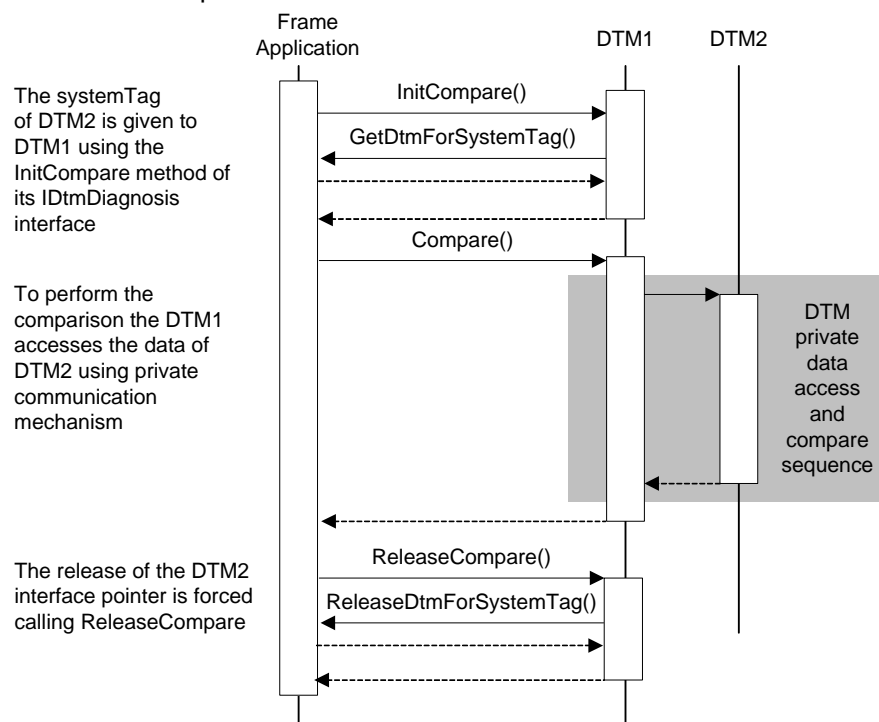 Frame
Application
DTM1
DTM2
The systemTag
of DTM2 is given to
DTM1 using the
InitCompare method of
its IDtmDiagnosis
interface
InitCompare()
GetDtmForSystemTag()
Compare()
To perform the
comparison the DTM1
accesses the data of
DTM2 using private
communication
mechanism
DTM
private
data
access
and
compare
sequence
The release of the DTM2
interface pointer is forced
calling ReleaseCompare
ReleaseCompare()
ReleaseDtmForSystemTag()